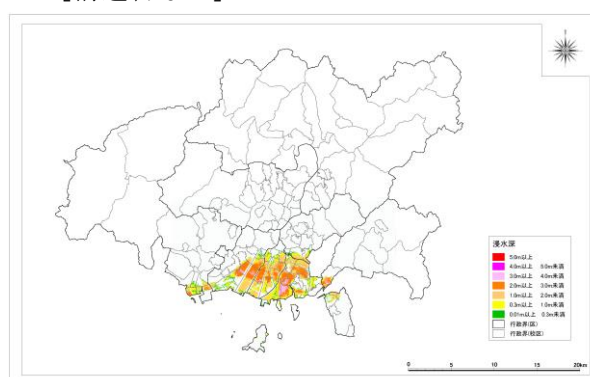 浸水深
5.0m以上
4.0m以上 5.0m未満
3.0m以上 4.0m未満
2.0m以上 3.0m未満
1.0m以上 2.0m未満
0.3m以上 1.0m未満
0.01m以上 0.3m未満
行政界(区)
行政界(校区)
0 5 10 15 20km